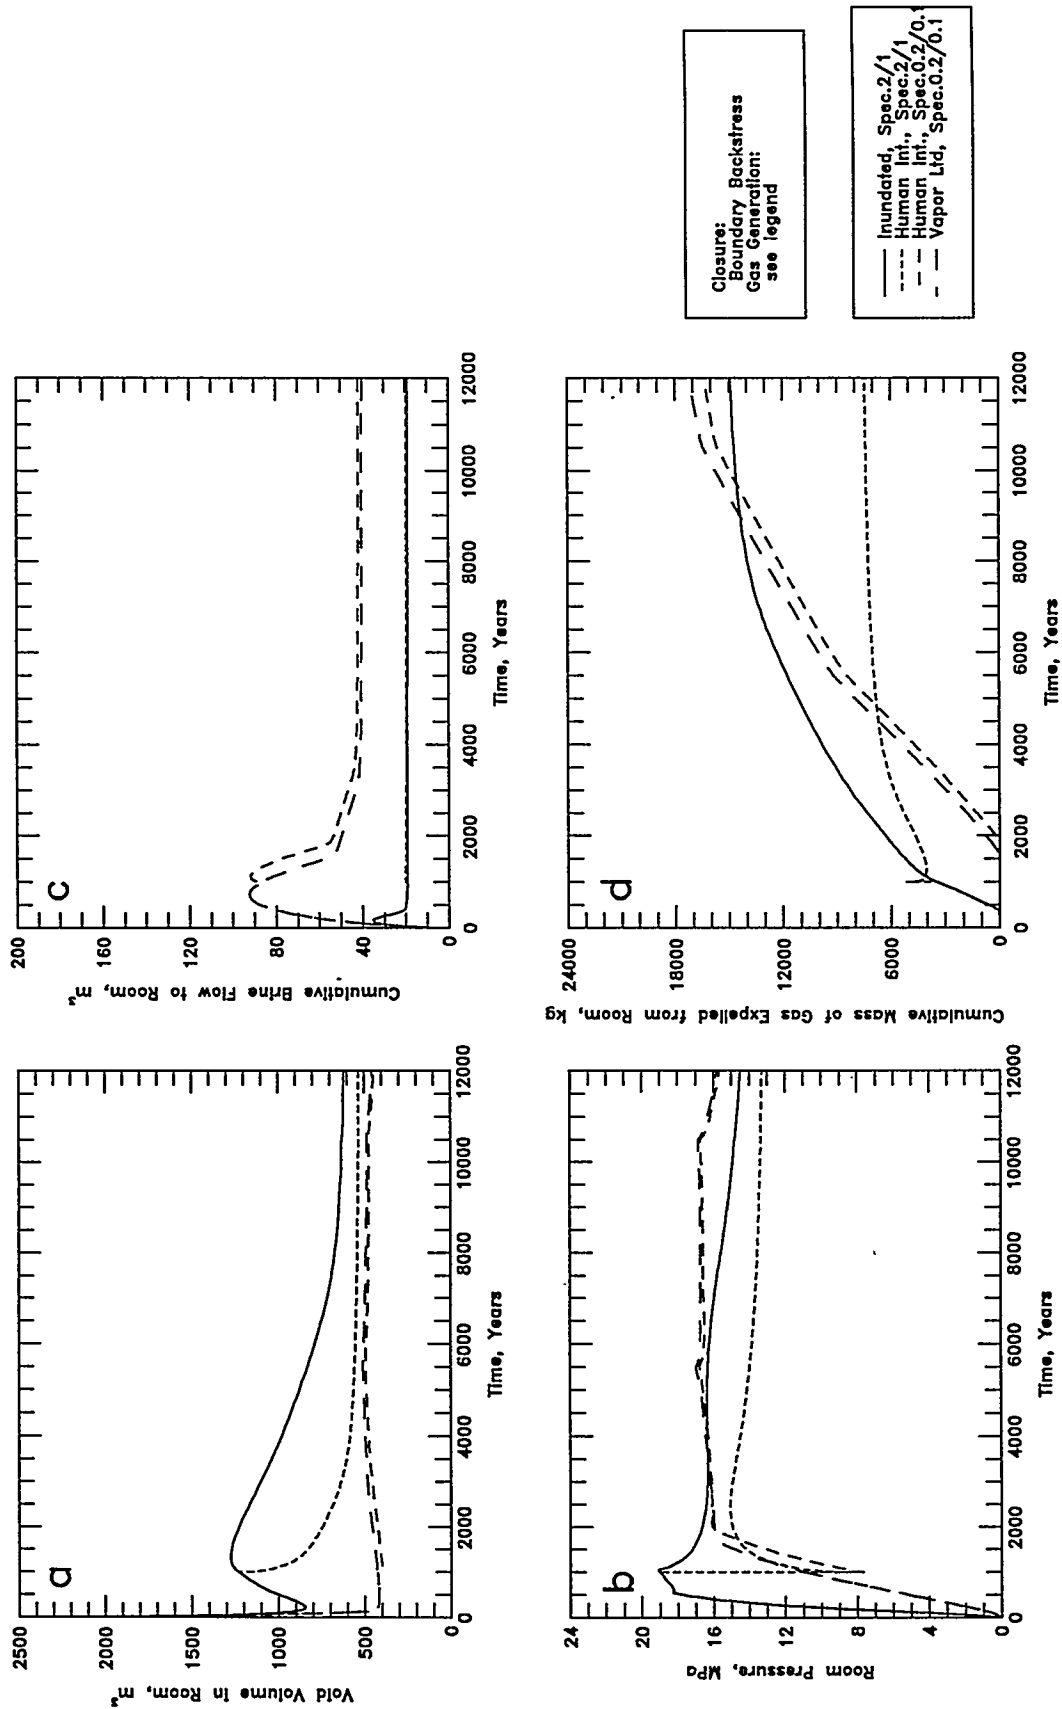 a
2500
2000
1500
1000
500
0
Void Volume in Room, m³
0
2000
4000
6000
8000
10000
12000
Time, Years
c
200
160
120
80
40
0
Cumulative Brine Flow to Room, m³
0
2000
4000
6000
8000
10000
12000
Time, Years
b
24
20
16
12
8
4
0
Room Pressure, MPa
0
2000
4000
6000
8000
10000
12000
Time, Years
d
24000
18000
12000
6000
0
Cumulative Mass of Gas Expelled from Room, kg
0
2000
4000
6000
8000
10000
12000
Time, Years
Closure:
Boundary Backstress
Gas Generation:
see legend
Inundated, Spec.2/1
Human Int., Spec.2/1
Human Int., Spec.0.2/0.1
Vapor Ltd, Spec.0.2/0.1